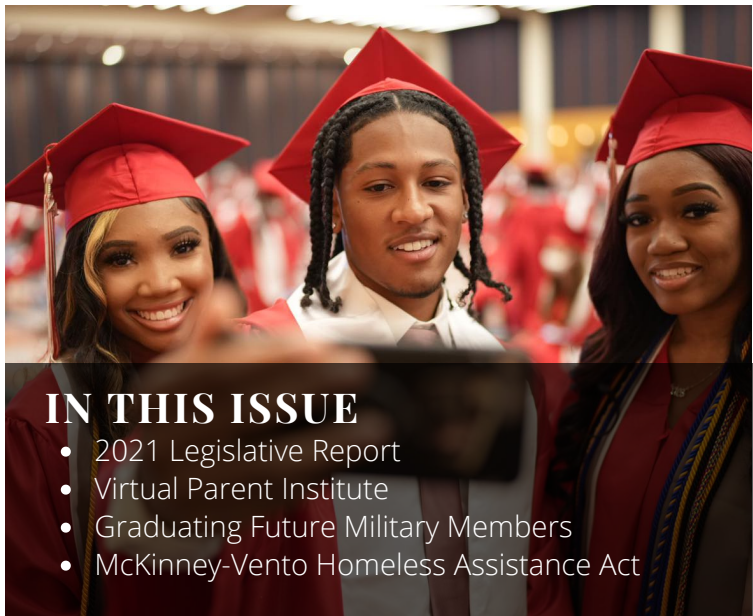 IN THIS ISSUE
• 2021 Legislative Report
• Virtual Parent Institute
• Graduating Future Military Members
• McKinney-Vento Homeless Assistance Act